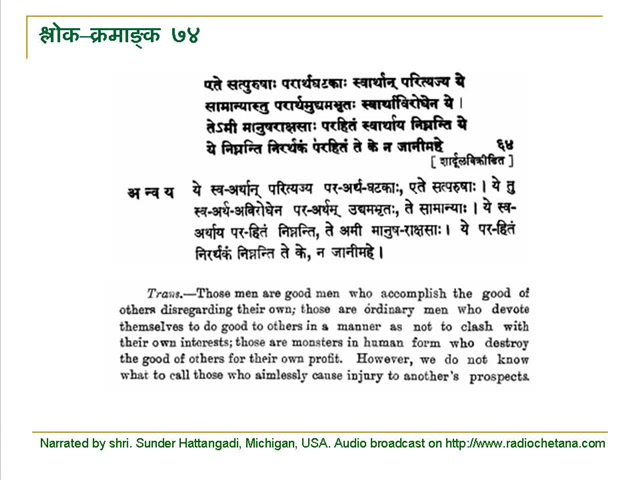 श्लोक–क्रमाङ्क ७४
एते सत्पुरुषाः परार्थघटकाः स्वार्थान् परित्यज्य ये
सामान्यास्तु परार्थमुद्यमभृतः स्वार्थाविरोधेन ये ।
तेऽमी मानुषराक्षसाः परहितं स्वार्थाय निघ्नन्ति ये
ये निघ्नन्ति निरर्थकं परहितं ते के न जानीमहे ६४
[ शार्दूलविक्रीडित ]
अन्वय ये स्व-अर्थान् परित्यज्य पर-अर्थ-घटकाः, एते सत्पुरुषाः । ये तु
स्व-अर्थ-अविरोधेन पर-अर्थम् उद्यमभृतः, ते सामान्याः । ये स्व-
अर्थाय पर-हितं निघ्नन्ति, ते अमी मानुष-राक्षसाः । ये पर-हितं
निरर्थकं निघ्नन्ति ते के, न जानीमहे ।
Trans.—Those men are good men who accomplish the good of
others disregarding their own; those are ordinary men who devote
themselves to do good to others in a manner as not to clash with
their own interests; those are monsters in human form who destroy
the good of others for their own profit. However, we do not know
what to call those who aimlessly cause injury to another's prospects.
Narrated by shri. Sunder Hattangadi, Michigan, USA. Audio broadcast on http://www.radiochetana.com